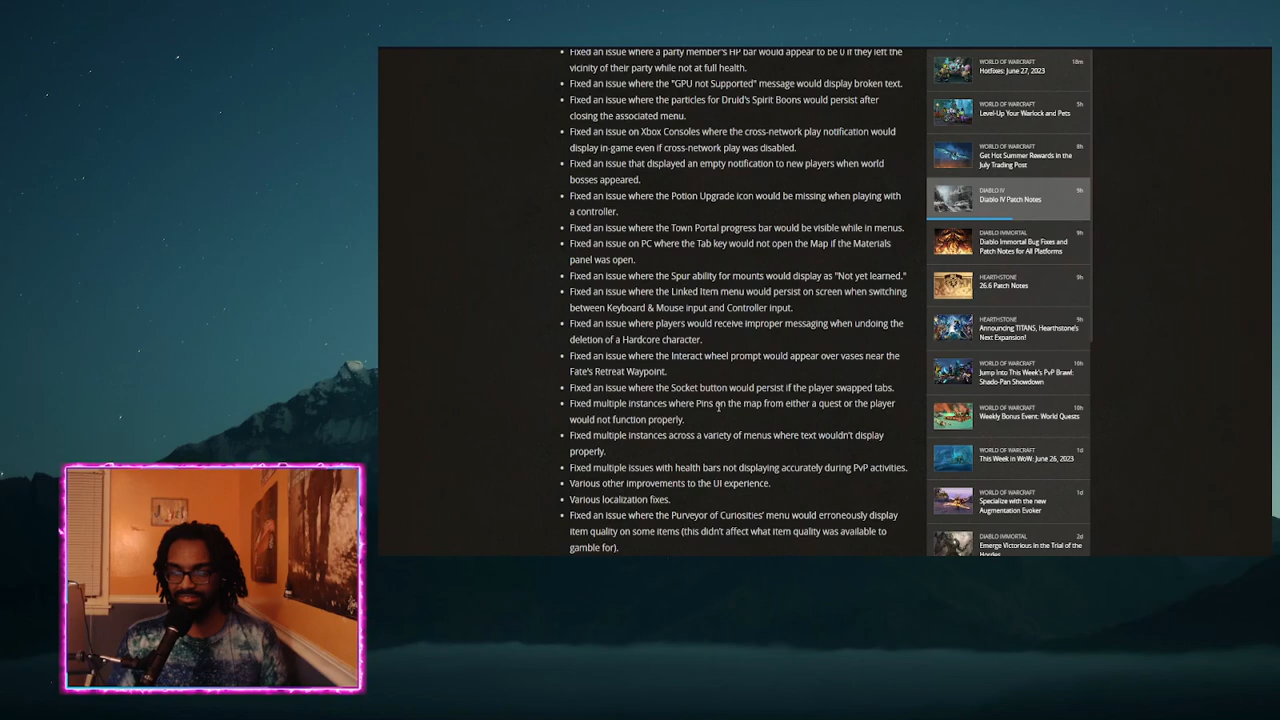 Fixed an issue where a party member's HP bar would appear to be 0 if they left the
vicinity of their party while not at full health.
Fixed an issue where the "GPU not Supported" message would display broken text.
Fixed an issue where the particles for Druid's Spirit Boons would persist after
closing the associated menu.
Fixed an issue on Xbox Consoles where the cross-network play notification would
display in-game even if cross-network play was disabled.
Fixed an issue that displayed an empty notification to new players when world
bosses appeared.
Fixed an issue where the Potion Upgrade icon would be missing when playing with
a controller.
Fixed an issue where the Town Portal progress bar would be visible while in menus.
Fixed an issue on PC where the Tab key would not open the Map if the Materials
panel was open.
Fixed an issue where the Spur ability for mounts would display as "Not yet learned."
Fixed an issue where the Linked Item menu would persist on screen when switching
between Keyboard & Mouse input and Controller input.
Fixed an issue where players would receive improper messaging when undoing the
deletion of a Hardcore character.
Fixed an issue where the Interact wheel prompt would appear over vases near the
Fate's Retreat Waypoint.
Fixed an issue where the Socket button would persist if the player swapped tabs.
Fixed multiple instances where Pins on the map from either a quest or the player
would not function properly.
Fixed multiple instances across a variety of menus where text wouldn't display
properly.
Fixed multiple issues with health bars not displaying accurately during PvP activities.
Various other improvements to the UI experience.
Various localization fixes.
Fixed an issue where the Purveyor of Curiosities' menu would erroneously display
item quality on some items (this didn't affect what item quality was available to
gamble for).
WORLD OF WARCRAFT 18m
Hotfixes: June 27, 2023
WORLD OF WARCRAFT 5h
Level-Up Your Warlock and Pets
WORLD OF WARCRAFT 8h
Get Hot Summer Rewards in the
July Trading Post
DIABLO IV 9h
Diablo IV Patch Notes
DIABLO IMMORTAL 9h
Diablo Immortal Bug Fixes and
Patch Notes for All Platforms
HEARTHSTONE 9h
26.6 Patch Notes
HEARTHSTONE 9h
Announcing TITANS, Hearthstone's
Next Expansion!
WORLD OF WARCRAFT 10h
Jump Into This Week's PvP Brawl:
Shado-Pan Showdown
WORLD OF WARCRAFT 10h
Weekly Bonus Event: World Quests
WORLD OF WARCRAFT 1d
This Week in WoW: June 26, 2023
WORLD OF WARCRAFT 1d
Specialize with the new
Augmentation Evoker
DIABLO IMMORTAL 2d
Emerge Victorious in the Trial of the
Hordes